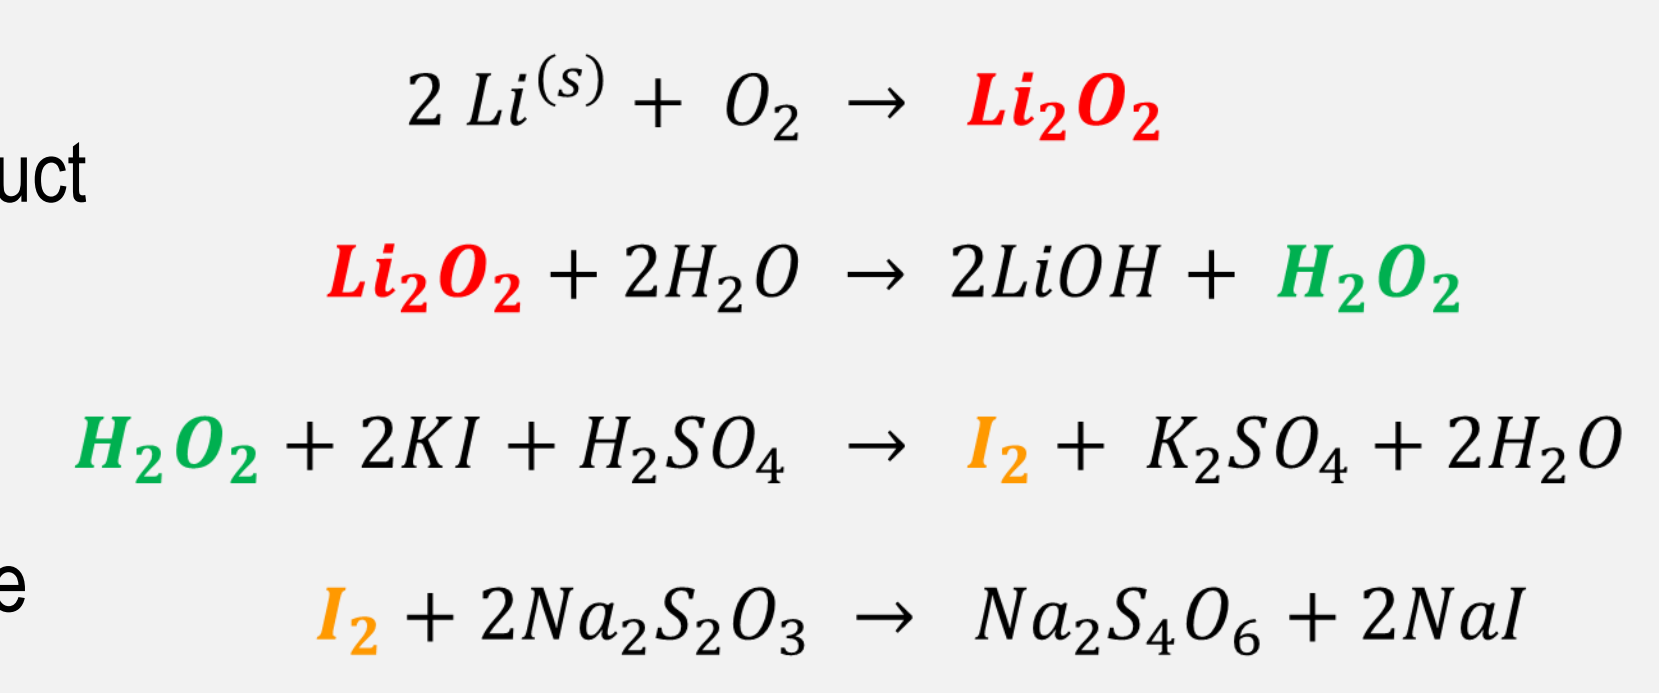 2 Li⁽ˢ⁾ + O₂ → Li₂O₂
uct
Li₂O₂ + 2H₂O → 2LiOH + H₂O₂
H₂O₂ + 2KI + H₂SO₄ → I₂ + K₂SO₄ + 2H₂O
e
I₂ + 2Na₂S₂O₃ → Na₂S₄O₆ + 2NaI